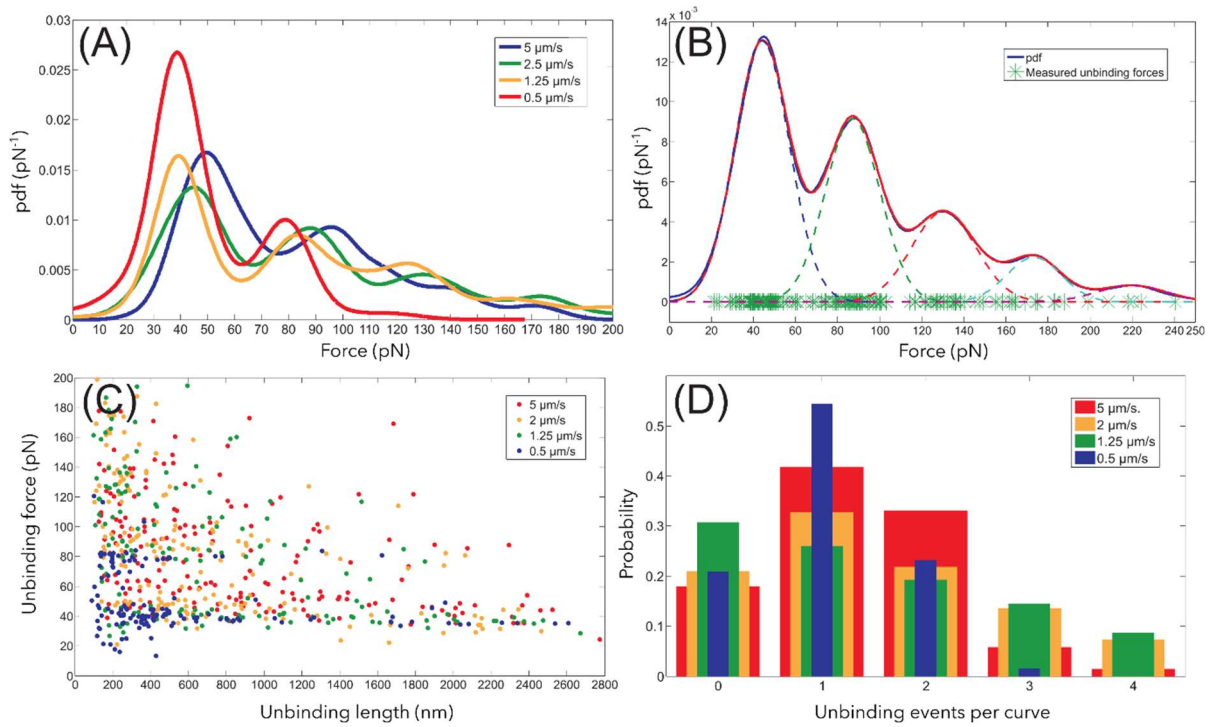 (A)
0.03
0.025
0.02
0.015
0.01
0.005
0
pdf (pN⁻¹)
5 µm/s
2.5 µm/s
1.25 µm/s
0.5 µm/s
0 10 20 30 40 50 60 70 80 90 100 110 120 130 140 150 160 170 180 190 200
Force (pN)
(B)
14 x 10⁻³
12
10
8
6
4
2
0
pdf (pN⁻¹)
pdf
Measured unbinding forces
0 20 40 60 80 100 120 140 160 180 200 220 240 250
Force (pN)
(C)
200
180
160
140
120
100
80
60
40
20
0
Unbinding force (pN)
5 µm/s
2 µm/s
1.25 µm/s
0.5 µm/s
0 200 400 600 800 1000 1200 1400 1600 1800 2000 2200 2400 2600 2800
Unbinding length (nm)
(D)
0.5
0.4
0.3
0.2
0.1
0
Probability
5 µm/s.
2 µm/s
1.25 µm/s
0.5 µm/s
0 1 2 3 4
Unbinding events per curve